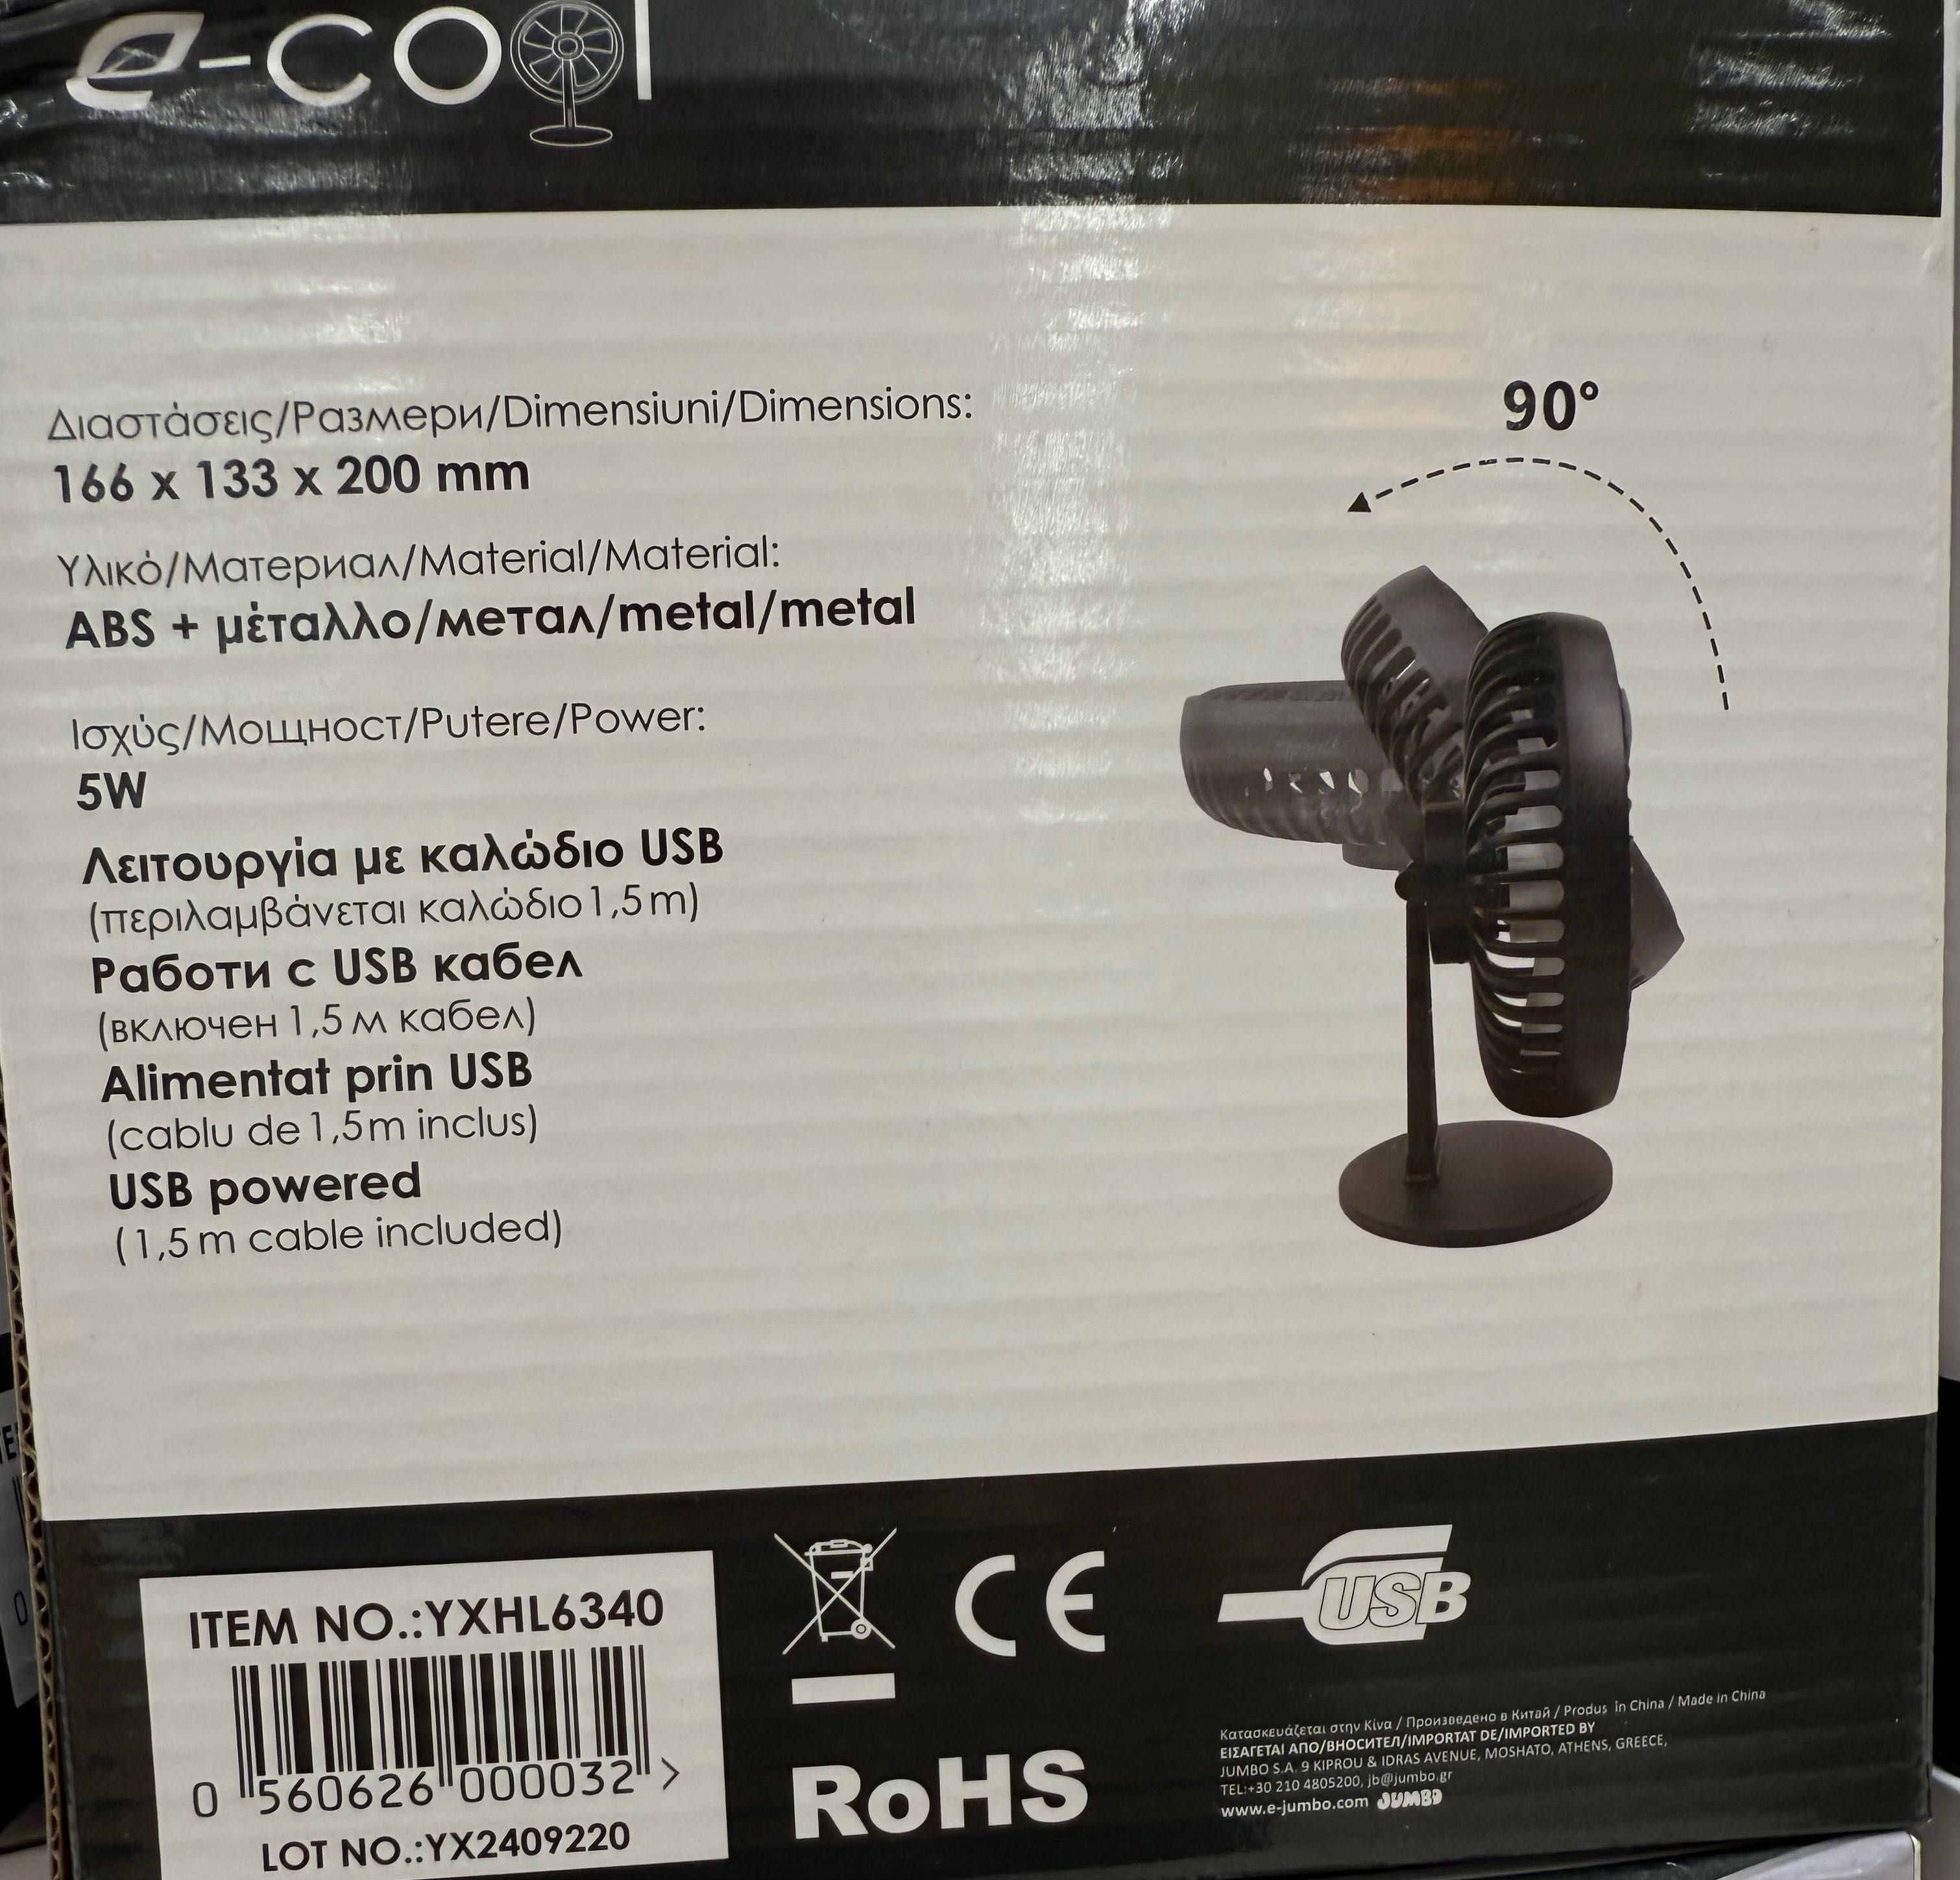 e-cool
90°
Διαστάσεις/Размери/Dimensiuni/Dimensions:
166 x 133 x 200 mm
Υλικό/Материал/Material/Material:
ABS + μέταλλο/метал/metal/metal
Ισχύς/Мощност/Putere/Power:
5W
Λειτουργία με καλώδιο USB
(περιλαμβάνεται καλώδιο 1,5 m)
Работи с USB кабел
(включен 1,5 м кабел)
Alimentat prin USB
(cablu de 1,5m inclus)
USB powered
(1,5 m cable included)
ITEM NO.:YXHL6340
0 560626 000032 >
LOT NO.:YX2409220
CE
RoHS
USB
Κατασκευάζεται στην Κίνα / Произведено в Китай / Produs in China / Made in China
ΕΙΣΑΓΕΤΑΙ ΑΠΟ/ВНОСИТЕЛ/IMPORTAT DE/IMPORTED BY
JUMBO S.A. 9 KIPROU & IDRAS AVENUE, MOSHATO, ATHENS, GREECE,
TEL:+30 210 4805200, jb@jumbo.gr
www.e-jumbo.com JUMBO